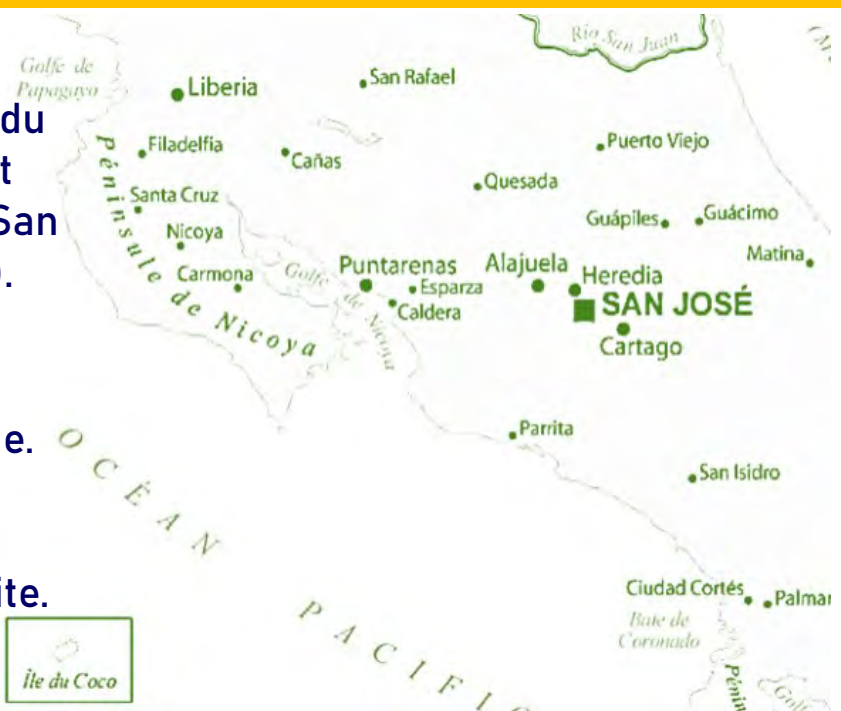 Golfe de
Papagayo
Río San Juan
Liberia
San Rafael
du
Filadelfia
Cañas
Puerto Viejo
t
Quesada
Santa Cruz
San
Guápiles
Guácimo
Nicoya
Matina
).
Carmona
Péninsule de Nicoya
Golfe de Nicoya
Puntarenas
Esparza
Caldera
Alajuela
Heredia
SAN JOSÉ
Cartago
Parrita
e.
San Isidro
OCÉAN
PACIFI
ite.
Ciudad Cortés
Palmar
Baie de
Coronado
Île du Coco
Pénin
Golf